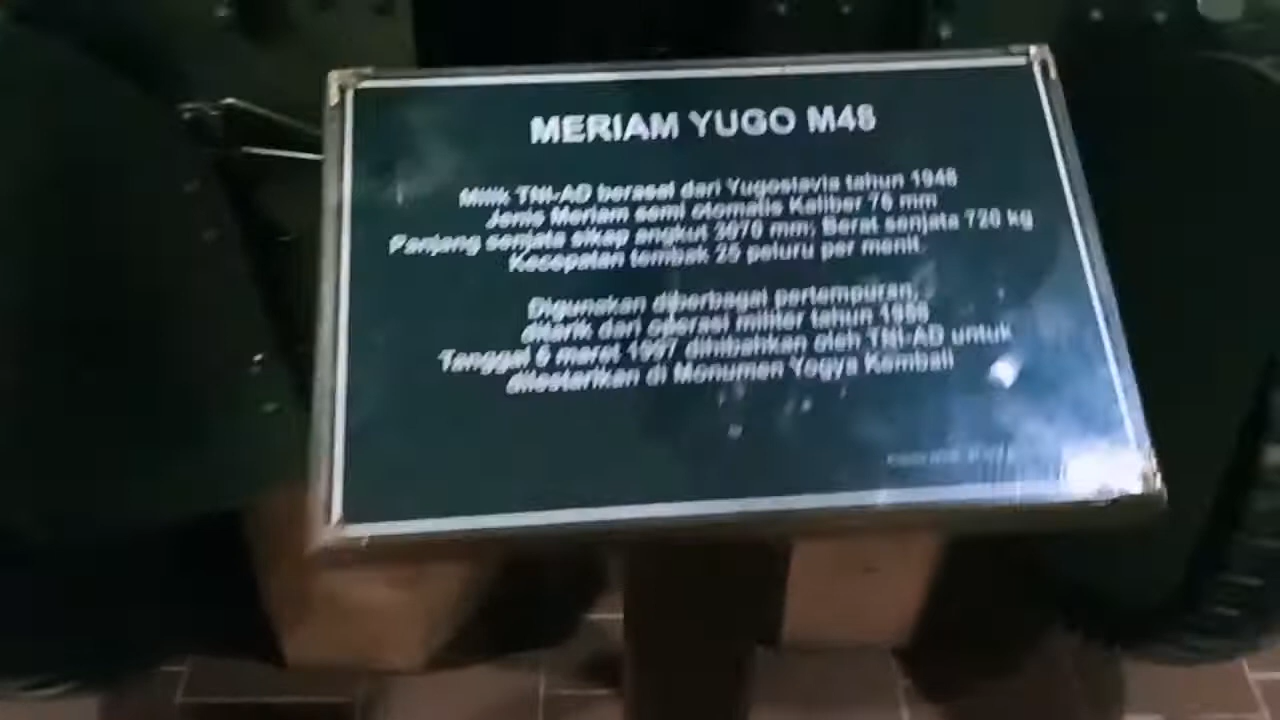 MERIAM YUGO M48
Milik TNI-AD berasal dari Yugoslavia tahun 1948
Jenis Meriam semi otomatis Kaliber 76 mm
Panjang senjata sikap angkut 3070 mm; Berat senjata 720 kg
Kecepatan tembak 25 peluru per menit.
Digunakan diberbagai pertempuran,
ditarik dari operasi militer tahun
Tanggal 6 maret 1997 dihibahkan oleh TNI-AD untuk
dilestarikan di Monumen Yogya Kembali